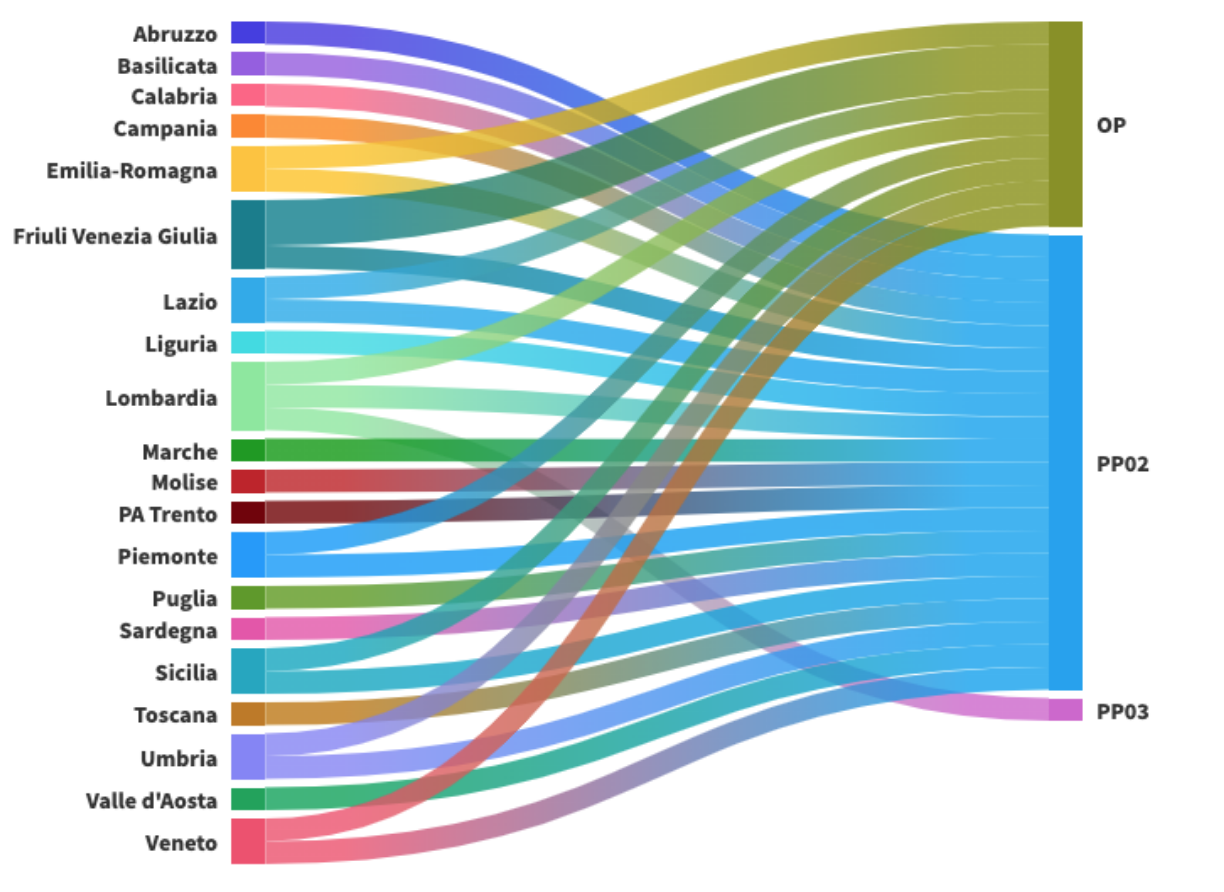 Abruzzo
Basilicata
Calabria
Campania
Emilia-Romagna
Friuli Venezia Giulia
Lazio
Liguria
Lombardia
Marche
Molise
PA Trento
Piemonte
Puglia
Sardegna
Sicilia
Toscana
Umbria
Valle d'Aosta
Veneto
OP
PP02
PP03